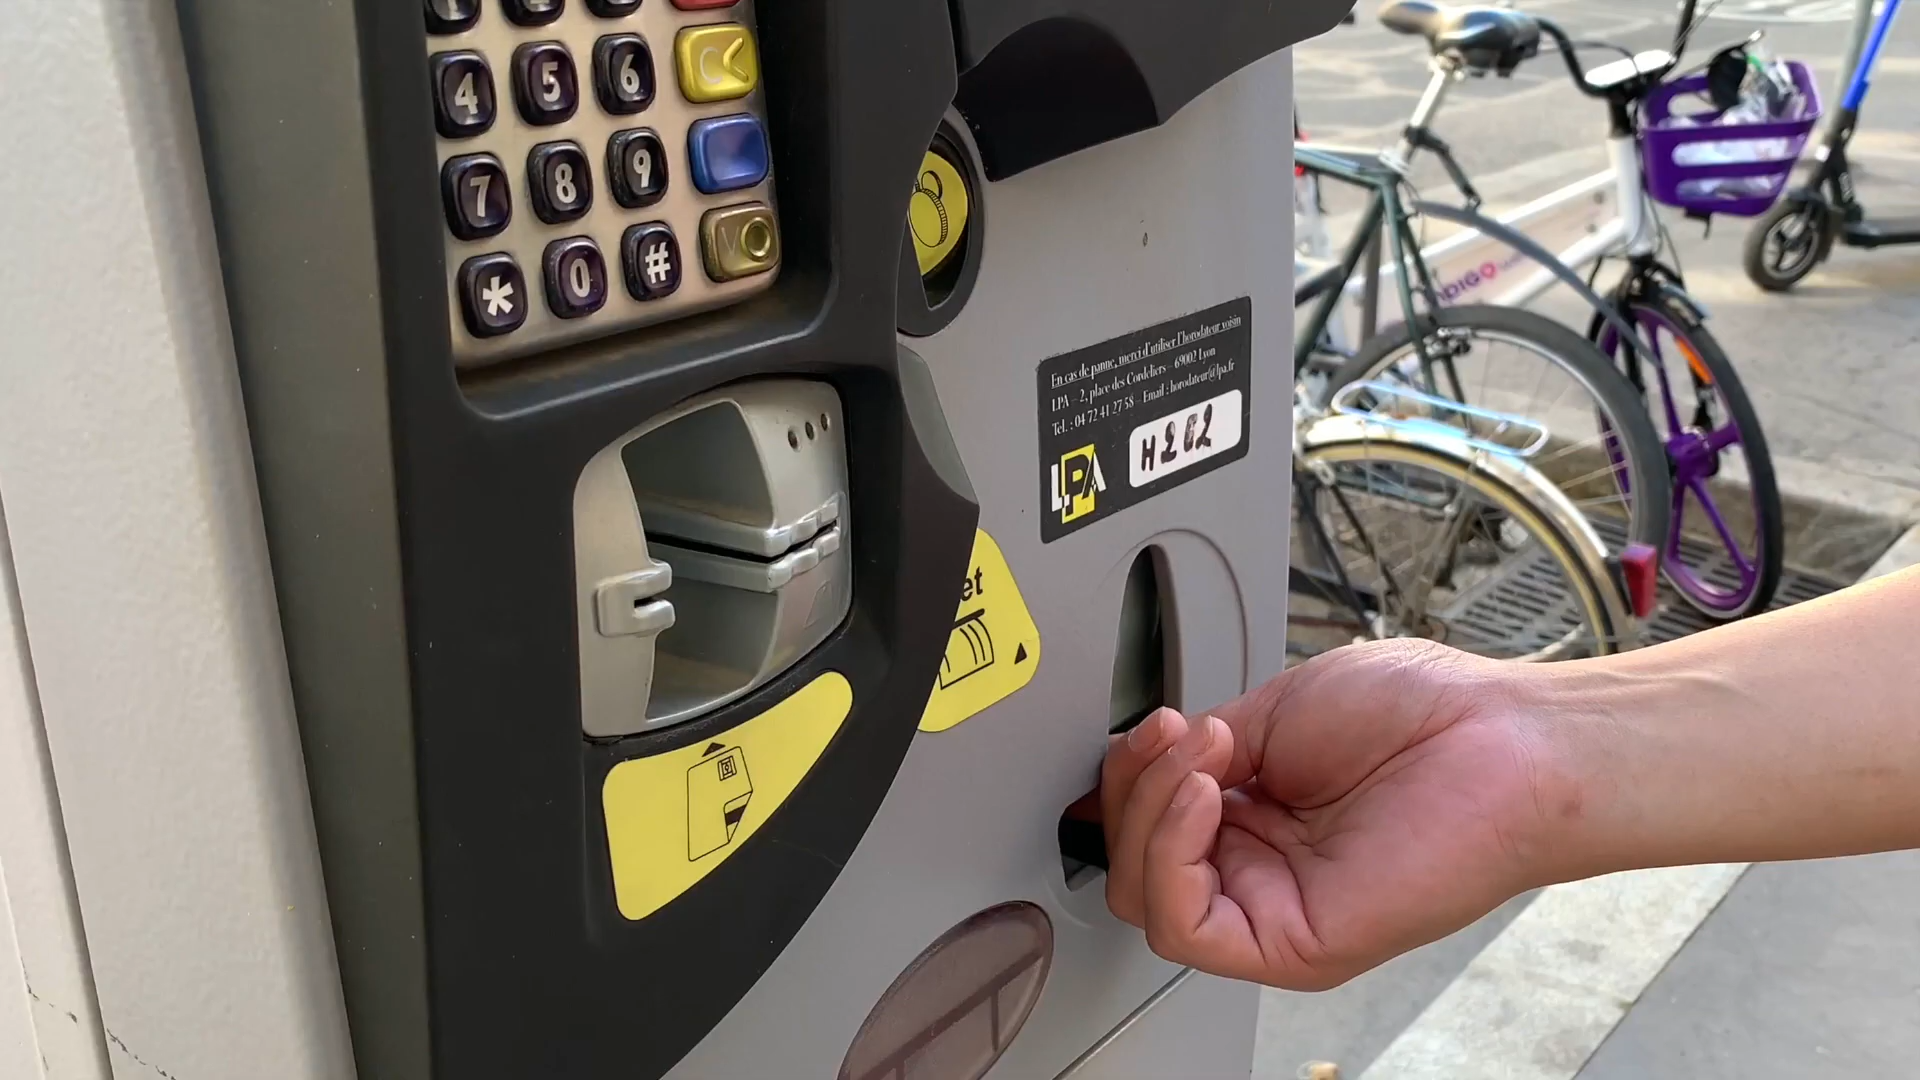 4 5 6 C
7 8 9
* 0 # V
En cas de panne, merci d'utiliser l'horodateur voisin
LPA – 2, place des Cordeliers – 69002 Lyon
Tel. : 04 72 41 27 58 – Email : horodateur@lpa.fr
LPA
H262
et